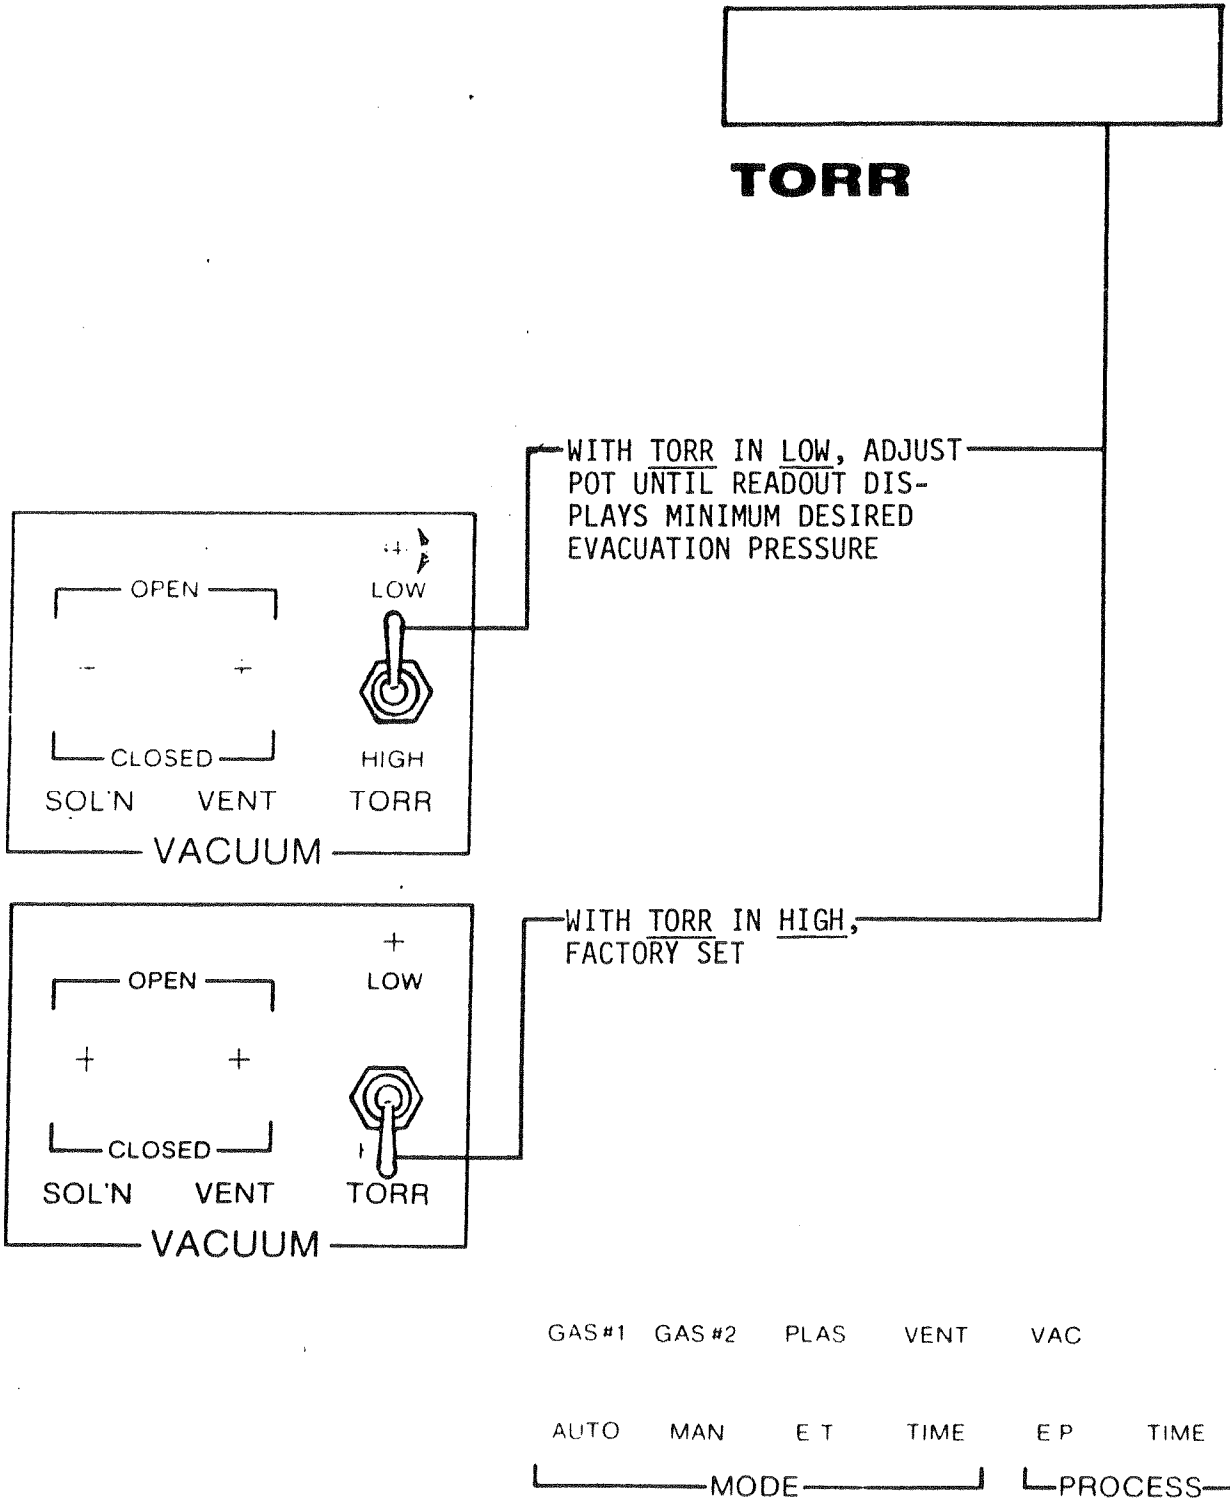 TORR
WITH TORR IN LOW, ADJUST
POT UNTIL READOUT DIS-
PLAYS MINIMUM DESIRED
EVACUATION PRESSURE
LOW
OPEN
CLOSED
HIGH
SOL'N VENT TORR
VACUUM
WITH TORR IN HIGH,
FACTORY SET
OPEN LOW
CLOSED
SOL'N VENT TORR
VACUUM
GAS #1 GAS #2 PLAS VENT VAC
AUTO MAN E T TIME E P TIME
MODE PROCESS